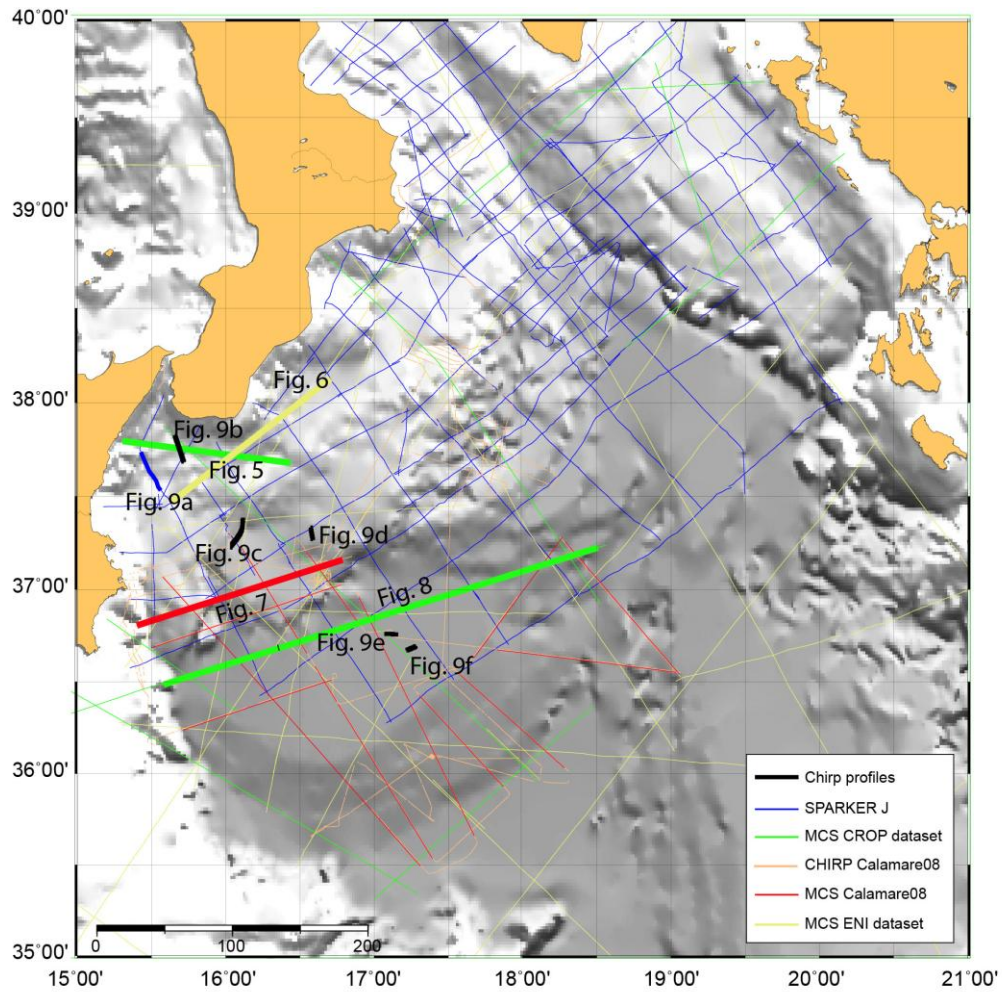 40˚00'
39˚00'
38˚00'
37˚00'
36˚00'
35˚00'
Fig. 6
Fig. 9b
Fig. 5
Fig. 9a
Fig. 9c
Fig. 9d
Fig. 7
Fig. 8
Fig. 9e
Fig. 9f
Chirp profiles
SPARKER J
MCS CROP dataset
CHIRP Calamare08
MCS Calamare08
MCS ENI dataset
0 100 200
15˚00' 16˚00' 17˚00' 18˚00' 19˚00' 20˚00' 21˚00'